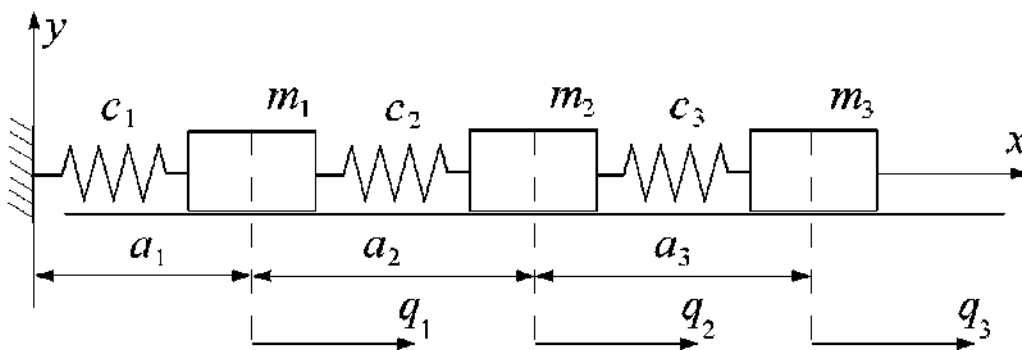 y
c₁ m₁ c₂ m₂ c₃ m₃ x
a₁ a₂ a₃
q₁ q₂ q₃